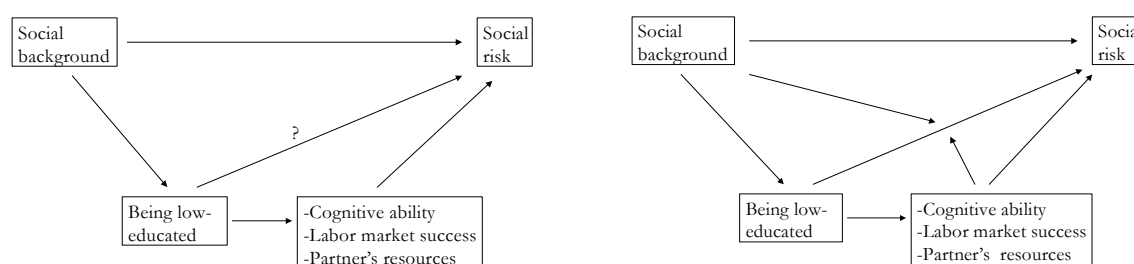 Social
background
Social
risk
?
Being low-
educated
-Cognitive ability
-Labor market success
-Partner's resources
Social
background
risk
Being low-
educated
-Cognitive ability
-Labor market success
-Partner's  resources